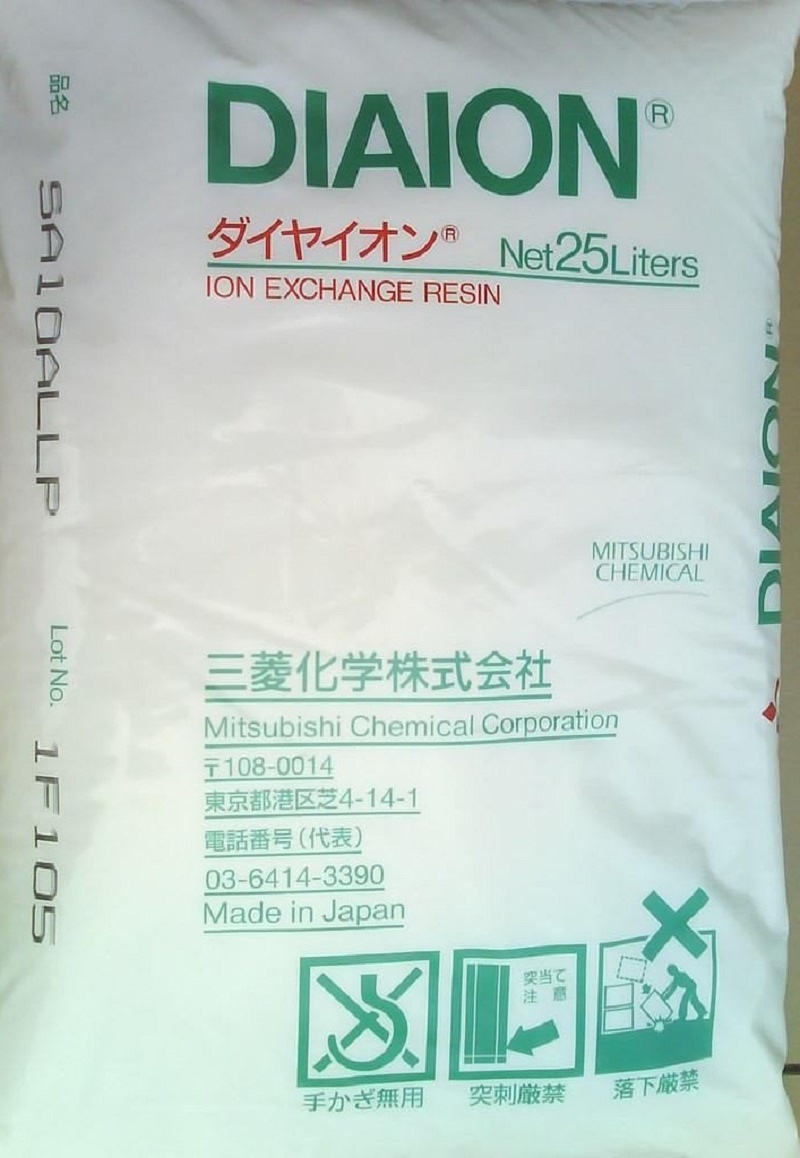 DIAION®
ダイヤイオン® Net25Liters
ION EXCHANGE RESIN
品名 SA10ALLP Lot No. 1F105
DIAION®
MITSUBISHI
CHEMICAL
三菱化学株式会社
Mitsubishi Chemical Corporation
〒108-0014
東京都港区芝4-14-1
電話番号(代表)
03-6414-3390
Made in Japan
突当て
注意
手かぎ無用
突刺厳禁
落下厳禁